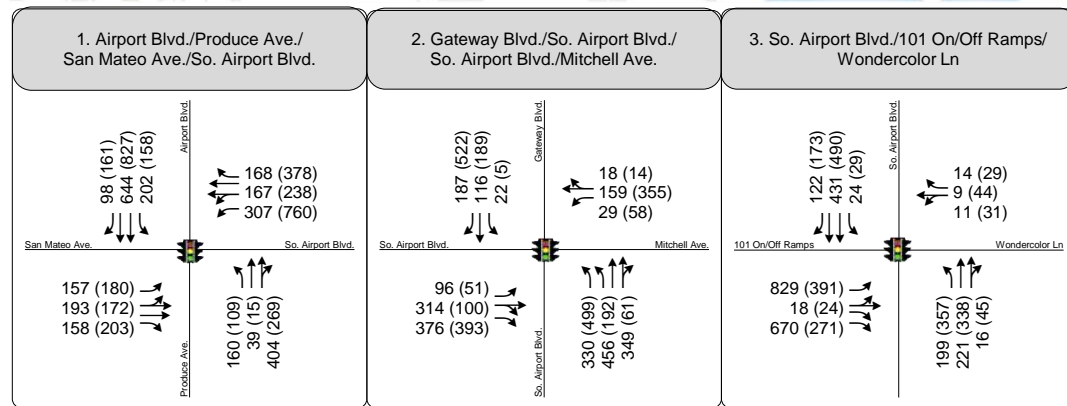 1. Airport Blvd./Produce Ave./
San Mateo Ave./So. Airport Blvd.
Airport Blvd.
98 (161)
644 (827)
202 (158)
168 (378)
167 (238)
307 (760)
San Mateo Ave.
So. Airport Blvd.
157 (180)
193 (172)
158 (203)
160 (109)
39 (15)
404 (269)
Produce Ave.
2. Gateway Blvd./So. Airport Blvd./
So. Airport Blvd./Mitchell Ave.
Gateway Blvd.
187 (522)
116 (189)
22 (5)
18 (14)
159 (355)
29 (58)
So. Airport Blvd.
Mitchell Ave.
96 (51)
314 (100)
376 (393)
330 (499)
456 (192)
349 (61)
So. Airport Blvd.
3. So. Airport Blvd./101 On/Off Ramps/
Wondercolor Ln
So. Airport Blvd.
122 (173)
431 (490)
24 (29)
14 (29)
9 (44)
11 (31)
101 On/Off Ramps
Wondercolor Ln
829 (391)
18 (24)
670 (271)
199 (357)
221 (338)
16 (45)